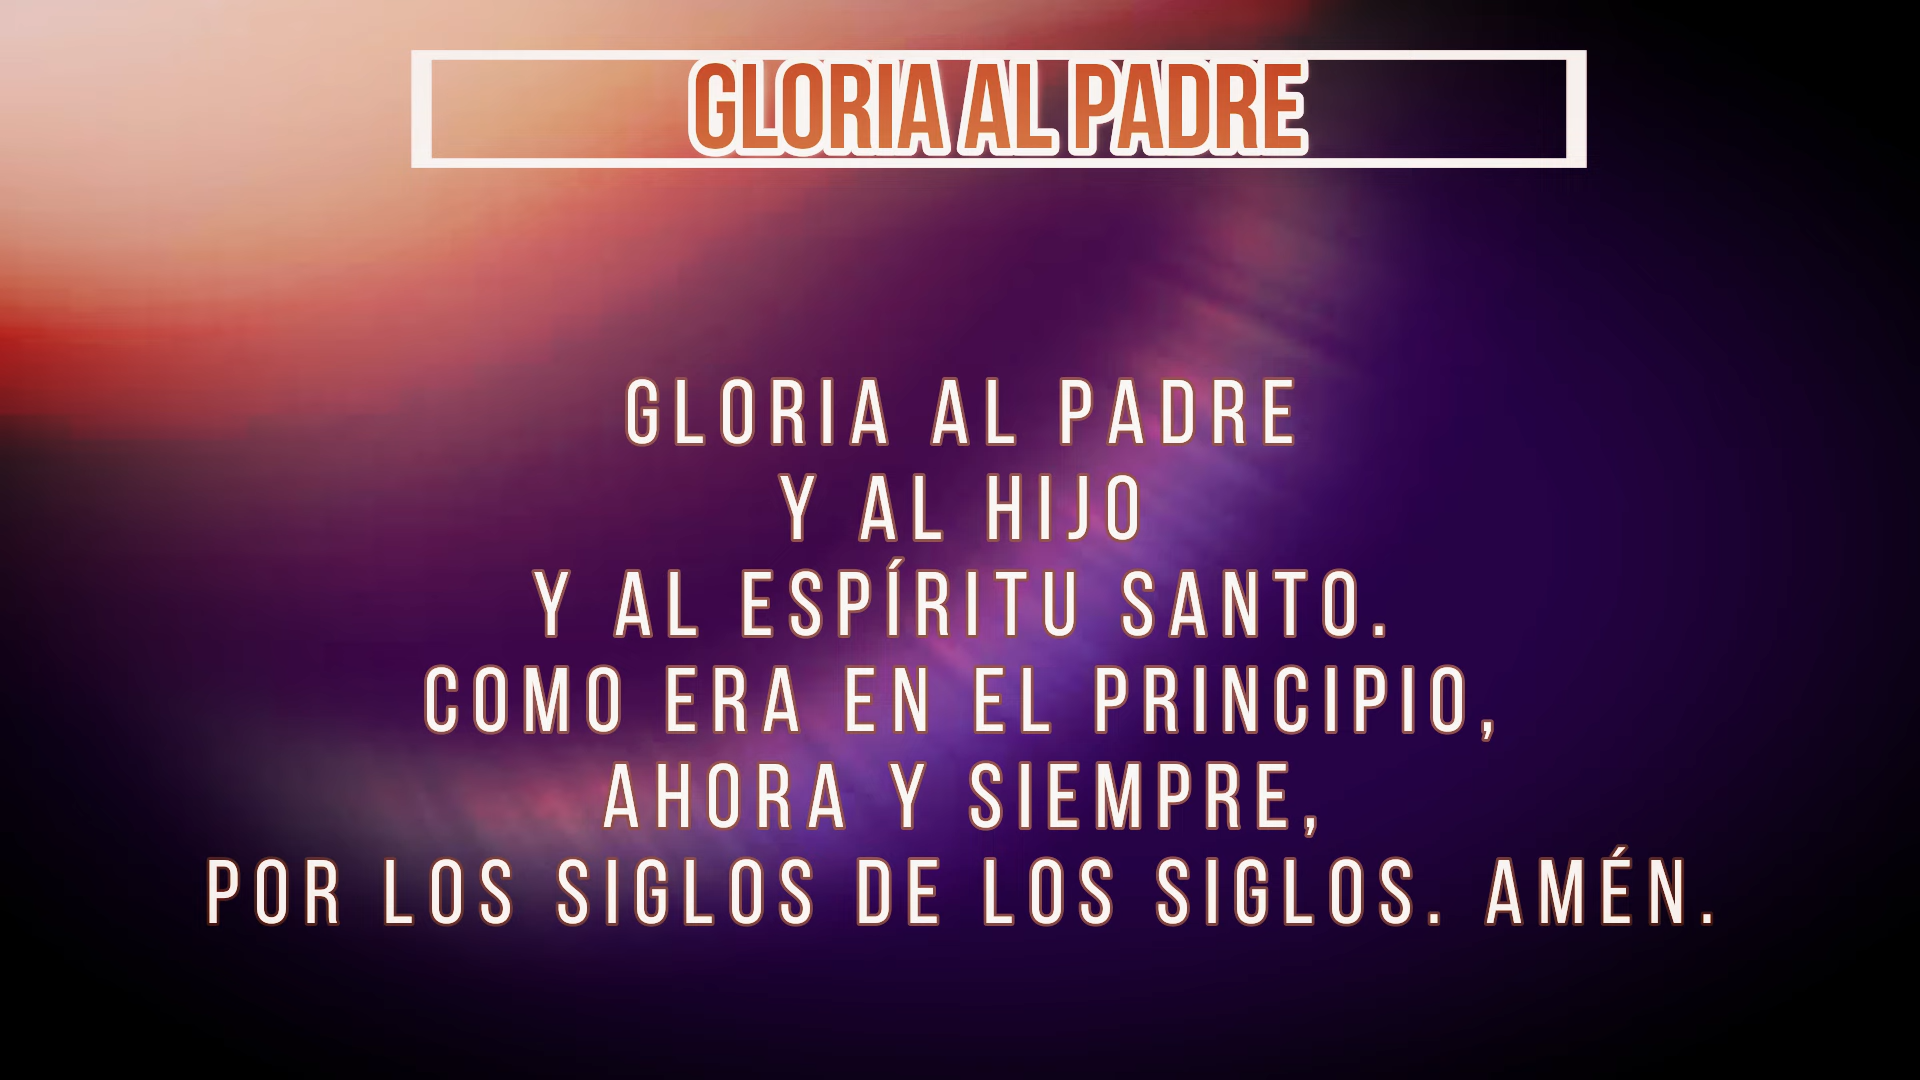 GLORIA AL PADRE
GLORIA AL PADRE
Y AL HIJO
Y AL ESPÍRITU SANTO.
COMO ERA EN EL PRINCIPIO,
AHORA Y SIEMPRE,
POR LOS SIGLOS DE LOS SIGLOS. AMÉN.